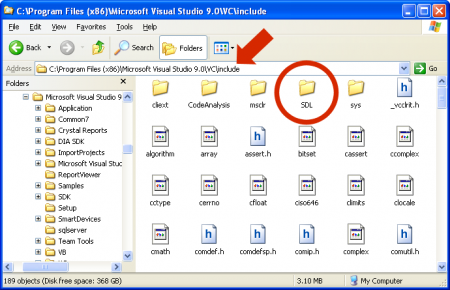 C:\Program Files (x86)\Microsoft Visual Studio 9.0\VC\include
File Edit View Favorites Tools Help
Back Search Folders
Address C:\Program Files (x86)\Microsoft Visual Studio 9.0\VC\include Go
Folders
Microsoft Visual Studio 9
Application
Common7
Crystal Reports
DIA SDK
ImportProjects
Microsoft Visual Studio
ReportViewer
Samples
SDK
Setup
SmartDevices
sqlserver
Team Tools
VB
cliext CodeAnalysis msclr SDL sys _vcclrit.h
algorithm array assert.h bitset cassert ccomplex
cctype cerrno cfloat ciso646 climits clocale
cmath comdef.h comdefsp.h comip.h complex comutil.h
189 objects (Disk free space: 368 GB) 3.10 MB My Computer